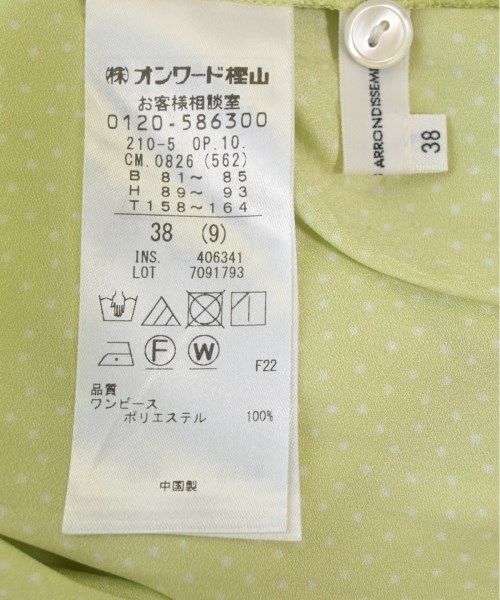 (株)オンワード樫山
お客様相談室
0120-586300
210-5 OP.10.
CM.0826 (562)
B 81～ 85
H 89～ 93
T158～164
38 (9)
INS. 406341
LOT 7091793
F
W
F22
品質
ワンピース
ポリエステル 100%
中国製
ARRONDISSEM
38